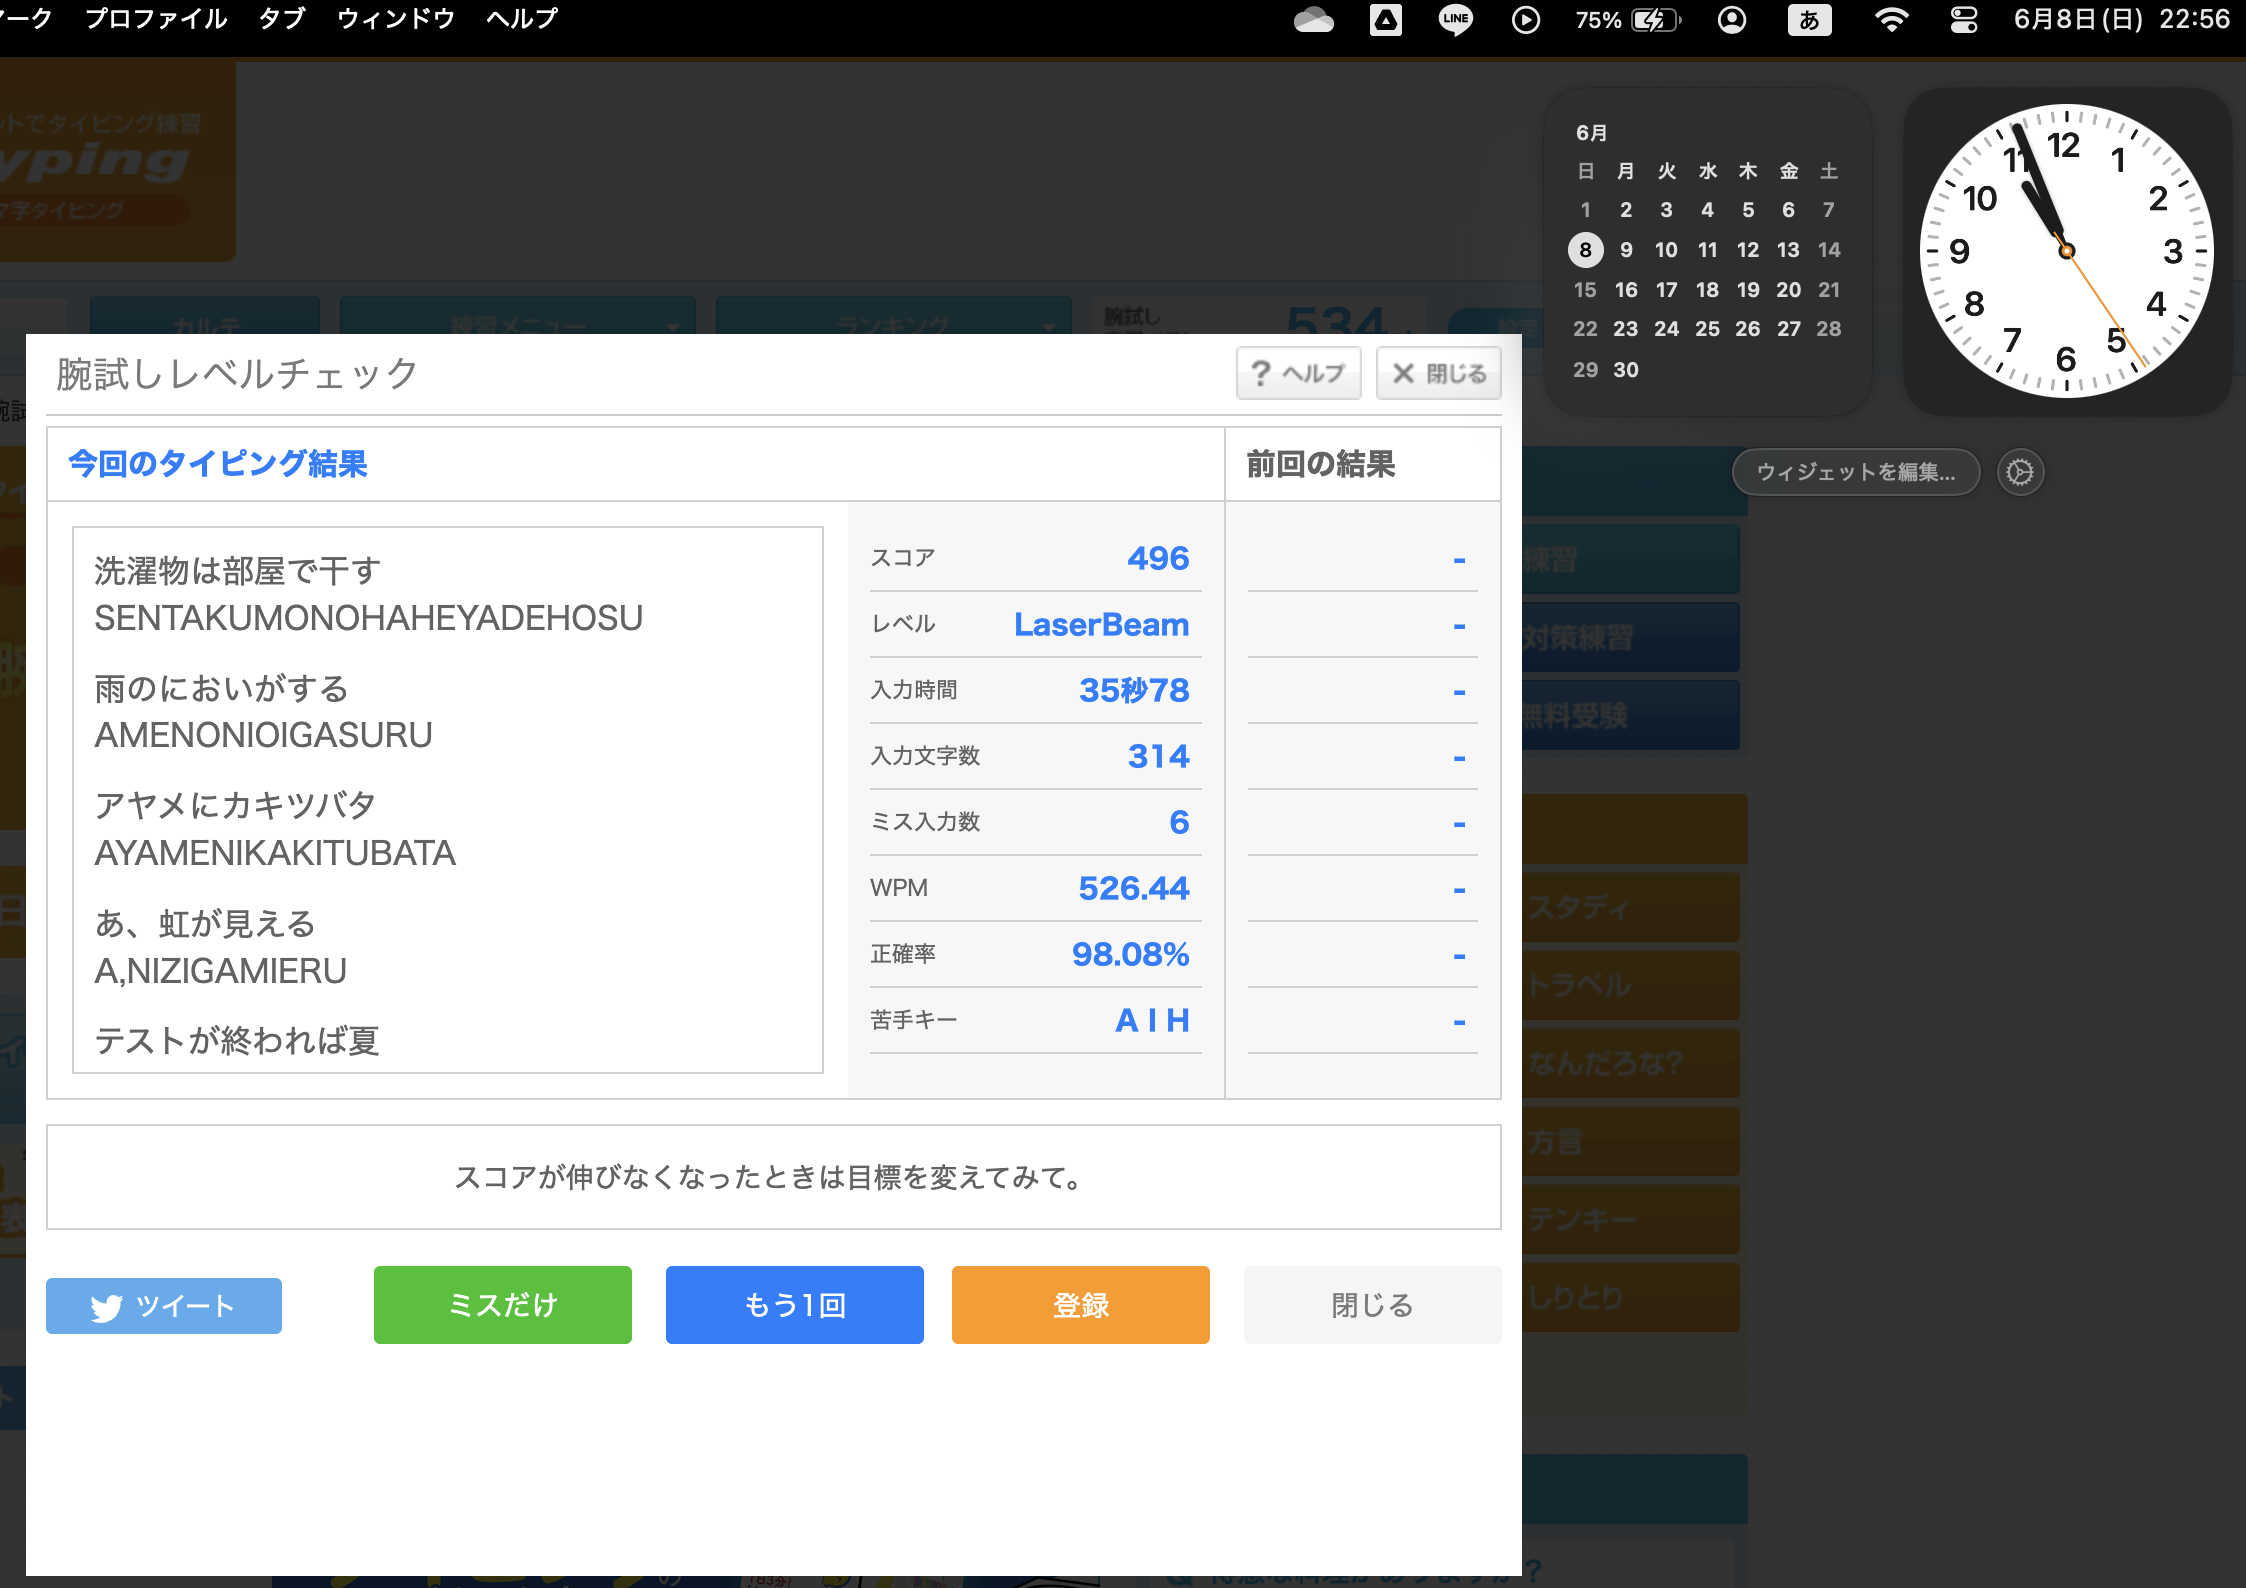 プロファイル タブ ウィンドウ ヘルプ
LINE 75% あ 6月8日(日) 22:56
6月
日 月 火 水 木 金 土
1 2 3 4 5 6 7
8 9 10 11 12 13 14
15 16 17 18 19 20 21
22 23 24 25 26 27 28
29 30
12 1 2 3 4 5 6 7 8 9 10 11
ウィジェットを編集...
トでタイピング練習
yping
マ字タイピング
カルテ 練習メニュー ランキング 腕試し 534 設定
腕試しレベルチェック
? ヘルプ
× 閉じる
今回のタイピング結果
前回の結果
洗濯物は部屋で干す
SENTAKUMONOHAHEYADEHOSU
雨のにおいがする
AMENONIOIGASURU
アヤメにカキツバタ
AYAMENIKAKITUBATA
あ、虹が見える
A,NIZIGAMIERU
テストが終われば夏
スコア 496 -
レベル LaserBeam -
入力時間 35秒78 -
入力文字数 314 -
ミス入力数 6 -
WPM 526.44 -
正確率 98.08% -
苦手キー A I H -
スコアが伸びなくなったときは目標を変えてみて。
ツイート
ミスだけ
もう1回
登録
閉じる
練習
対策練習
無料受験
スタディ
トラベル
なんだろな?
方言
テンキー
しりとり